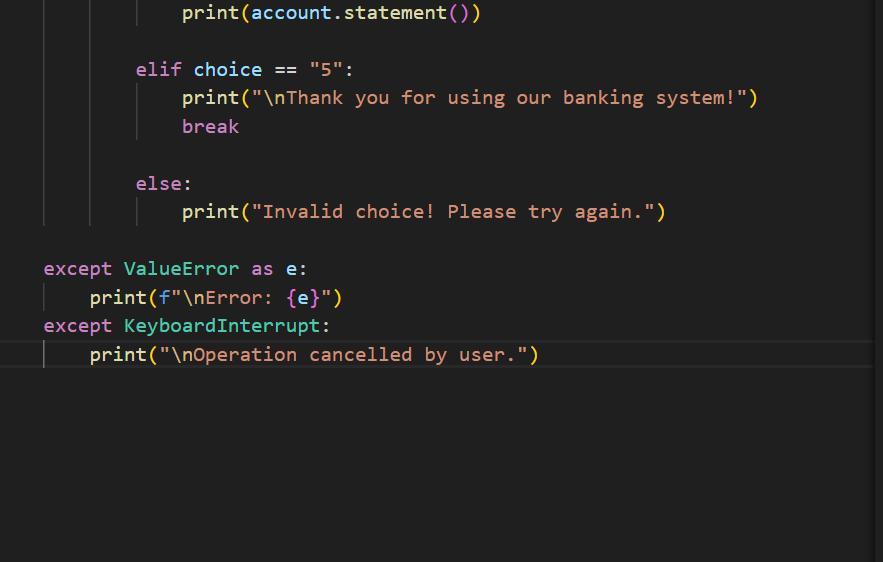 print(account.statement())

        elif choice == "5":
            print("\nThank you for using our banking system!")
            break

        else:
            print("Invalid choice! Please try again.")

except ValueError as e:
    print(f"\nError: {e}")
except KeyboardInterrupt:
    print("\nOperation cancelled by user.")